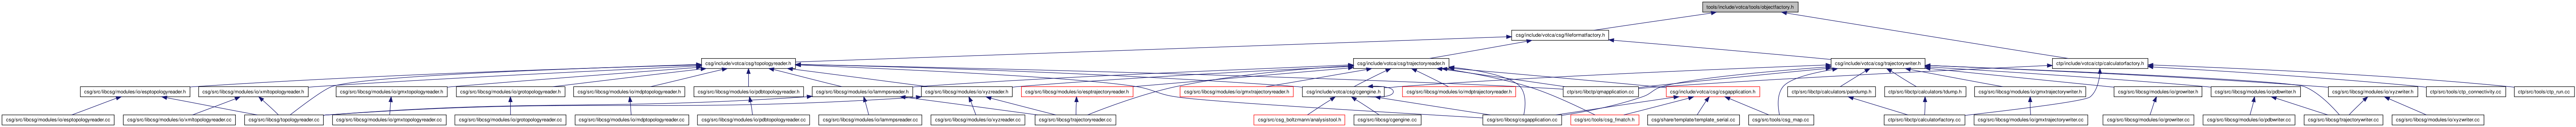 tools/include/votca/tools/objectfactory.h
csg/include/votca/csg/fileformatfactory.h
csg/include/votca/csg/topologyreader.h
csg/include/votca/csg/trajectoryreader.h
csg/include/votca/csg/trajectorywriter.h
ctp/include/votca/ctp/calculatorfactory.h
csg/src/libcsg/modules/io/esptopologyreader.h
csg/src/libcsg/modules/io/xmltopologyreader.h
csg/src/libcsg/modules/io/gmxtopologyreader.h
csg/src/libcsg/modules/io/grotopologyreader.h
csg/src/libcsg/modules/io/mdptopologyreader.h
csg/src/libcsg/modules/io/pdbtopologyreader.h
csg/src/libcsg/modules/io/lammpsreader.h
csg/src/libcsg/modules/io/xyzreader.h
csg/src/libcsg/modules/io/esptrajectoryreader.h
csg/src/libcsg/modules/io/gmxtrajectoryreader.h
csg/include/votca/csg/cgengine.h
csg/src/libcsg/modules/io/mdptrajectoryreader.h
ctp/src/libctp/qmapplication.cc
csg/include/votca/csg/csgapplication.h
ctp/src/libctp/calculators/pairdump.h
ctp/src/libctp/calculators/tdump.h
csg/src/libcsg/modules/io/gmxtrajectorywriter.h
csg/src/libcsg/modules/io/growriter.h
csg/src/libcsg/modules/io/pdbwriter.h
csg/src/libcsg/modules/io/xyzwriter.h
ctp/src/tools/ctp_connectivity.cc
ctp/src/tools/ctp_run.cc
csg/src/libcsg/modules/io/esptopologyreader.cc
csg/src/libcsg/modules/io/xmltopologyreader.cc
csg/src/libcsg/topologyreader.cc
csg/src/libcsg/modules/io/gmxtopologyreader.cc
csg/src/libcsg/modules/io/grotopologyreader.cc
csg/src/libcsg/modules/io/mdptopologyreader.cc
csg/src/libcsg/modules/io/pdbtopologyreader.cc
csg/src/libcsg/modules/io/lammpsreader.cc
csg/src/libcsg/modules/io/xyzreader.cc
csg/src/libcsg/trajectoryreader.cc
csg/src/csg_boltzmann/analysistool.h
csg/src/libcsg/cgengine.cc
csg/src/libcsg/csgapplication.cc
csg/src/tools/csg_fmatch.h
csg/share/template/template_serial.cc
csg/src/tools/csg_map.cc
ctp/src/libctp/calculatorfactory.cc
csg/src/libcsg/modules/io/gmxtrajectorywriter.cc
csg/src/libcsg/modules/io/growriter.cc
csg/src/libcsg/modules/io/pdbwriter.cc
csg/src/libcsg/trajectorywriter.cc
csg/src/libcsg/modules/io/xyzwriter.cc